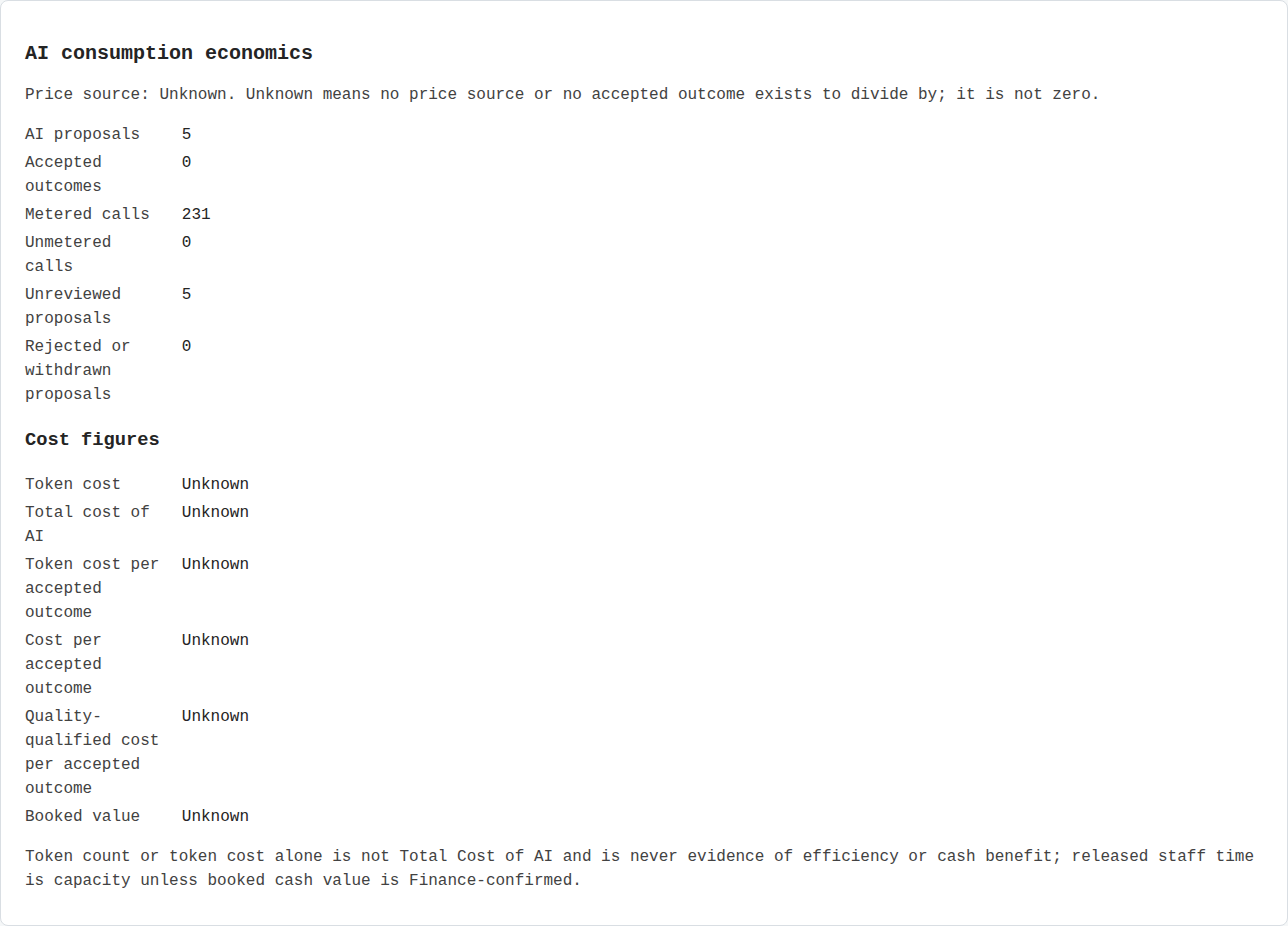 AI consumption economics
Price source: Unknown. Unknown means no price source or no accepted outcome exists to divide by; it is not zero.
AI proposals 5
Accepted 0
outcomes
Metered calls 231
Unmetered 0
calls
Unreviewed 5
proposals
Rejected or 0
withdrawn
proposals
Cost figures
Token cost Unknown
Total cost of Unknown
AI
Token cost per Unknown
accepted
outcome
Cost per Unknown
accepted
outcome
Quality- Unknown
qualified cost
per accepted
outcome
Booked value Unknown
Token count or token cost alone is not Total Cost of AI and is never evidence of efficiency or cash benefit; released staff time
is capacity unless booked cash value is Finance-confirmed.